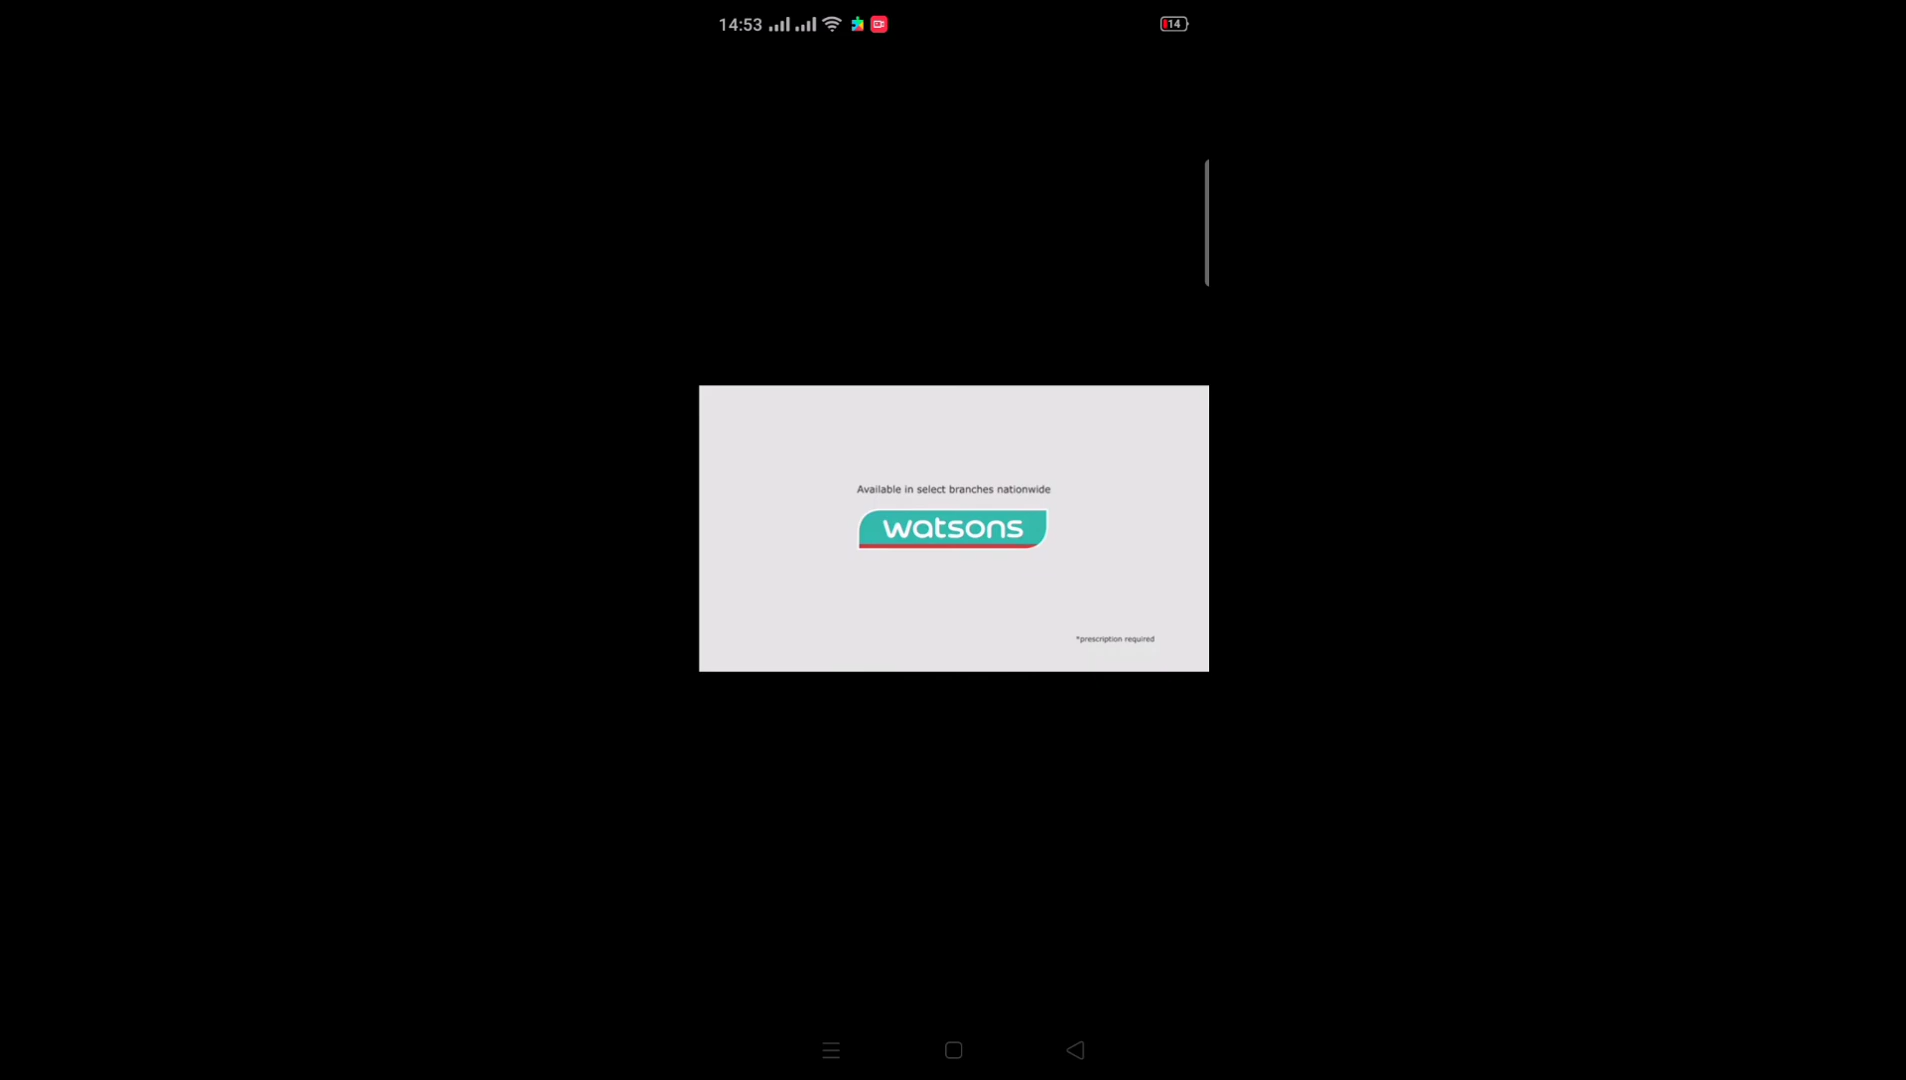 14:53
14
Available in select branches nationwide
watsons
*prescription required